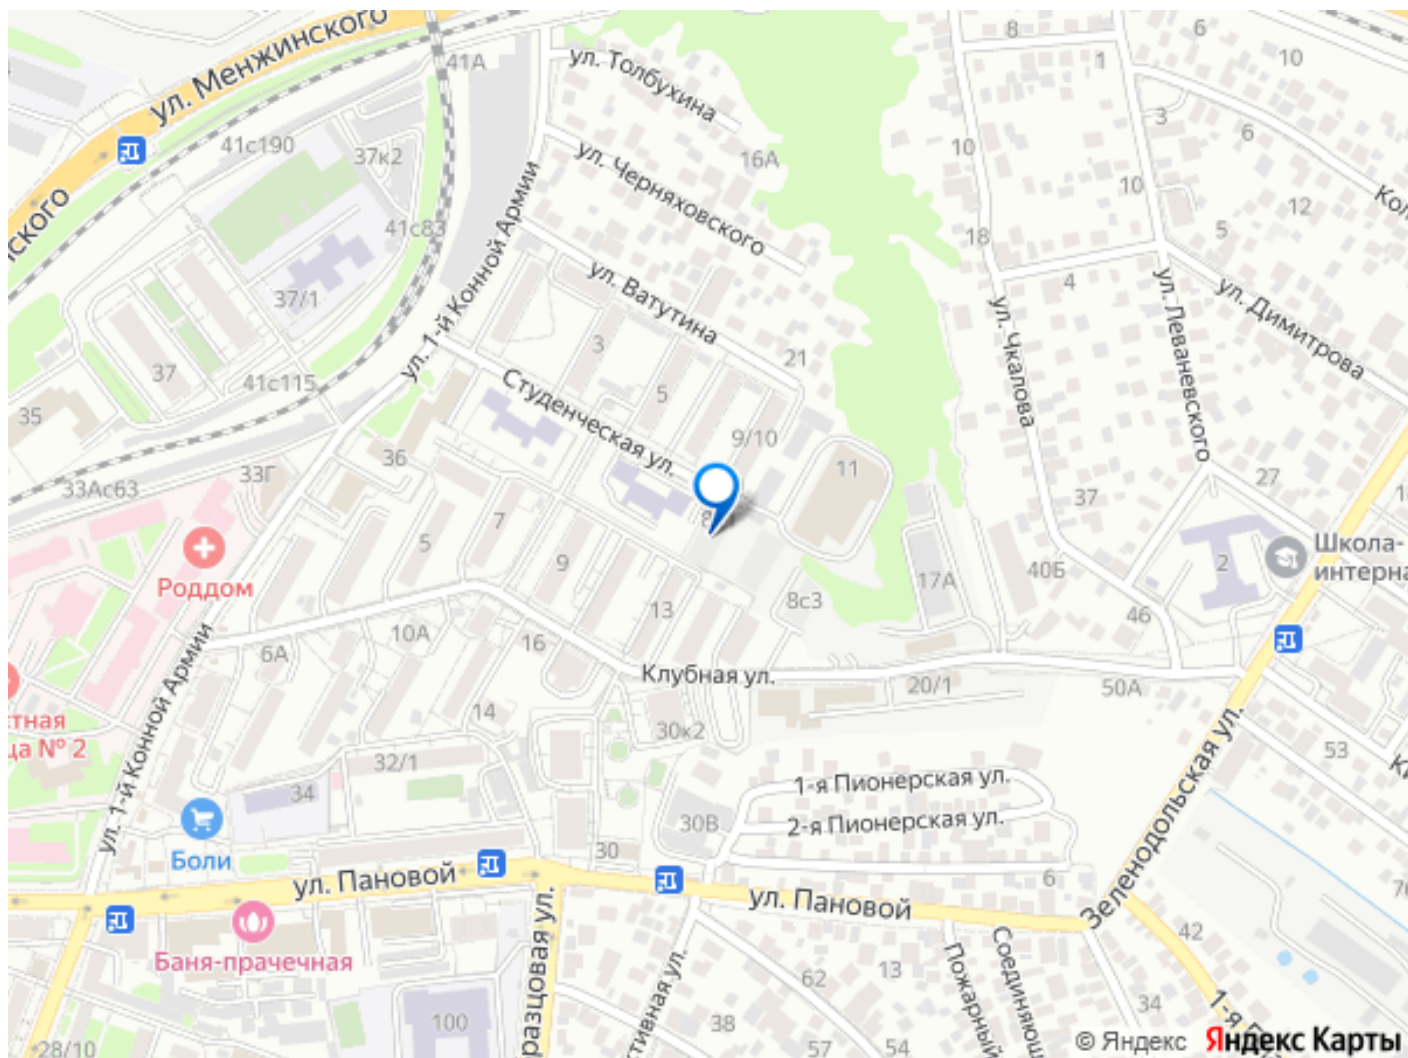 ул. Менжинского
41А
ул. Толбухина
8
1
6
10
41с190
37к2
16А
10
3
6
ул. Черняховского
10
12
ул. 1-й Конной Армии
41с83
18
5
4
37/1
ул. Ватутина
ул. Чкалова
ул. Леваневского
ул. Димитрова
3
21
37
41с115
Студенческая ул.
5
35
9/10
36
11
27
33Г
33Ас63
37
7
8
5
Школа-
2
9
40Б
17А
Роддом
8с3
13
46
10А
16
6А
Клубная ул.
20/1
50А
ул. 1-й Конной Армии
14
30к2
№ 2
53
32/1
1-я Пионерская ул.
34
2-я Пионерская ул.
30В
Зеленодольская ул.
Боли
30
ул. Пановой
6
ул. Пановой
42
Баня-прачечная
62
13
34
100
38
28/10
57
54
© Яндекс Яндекс Карты